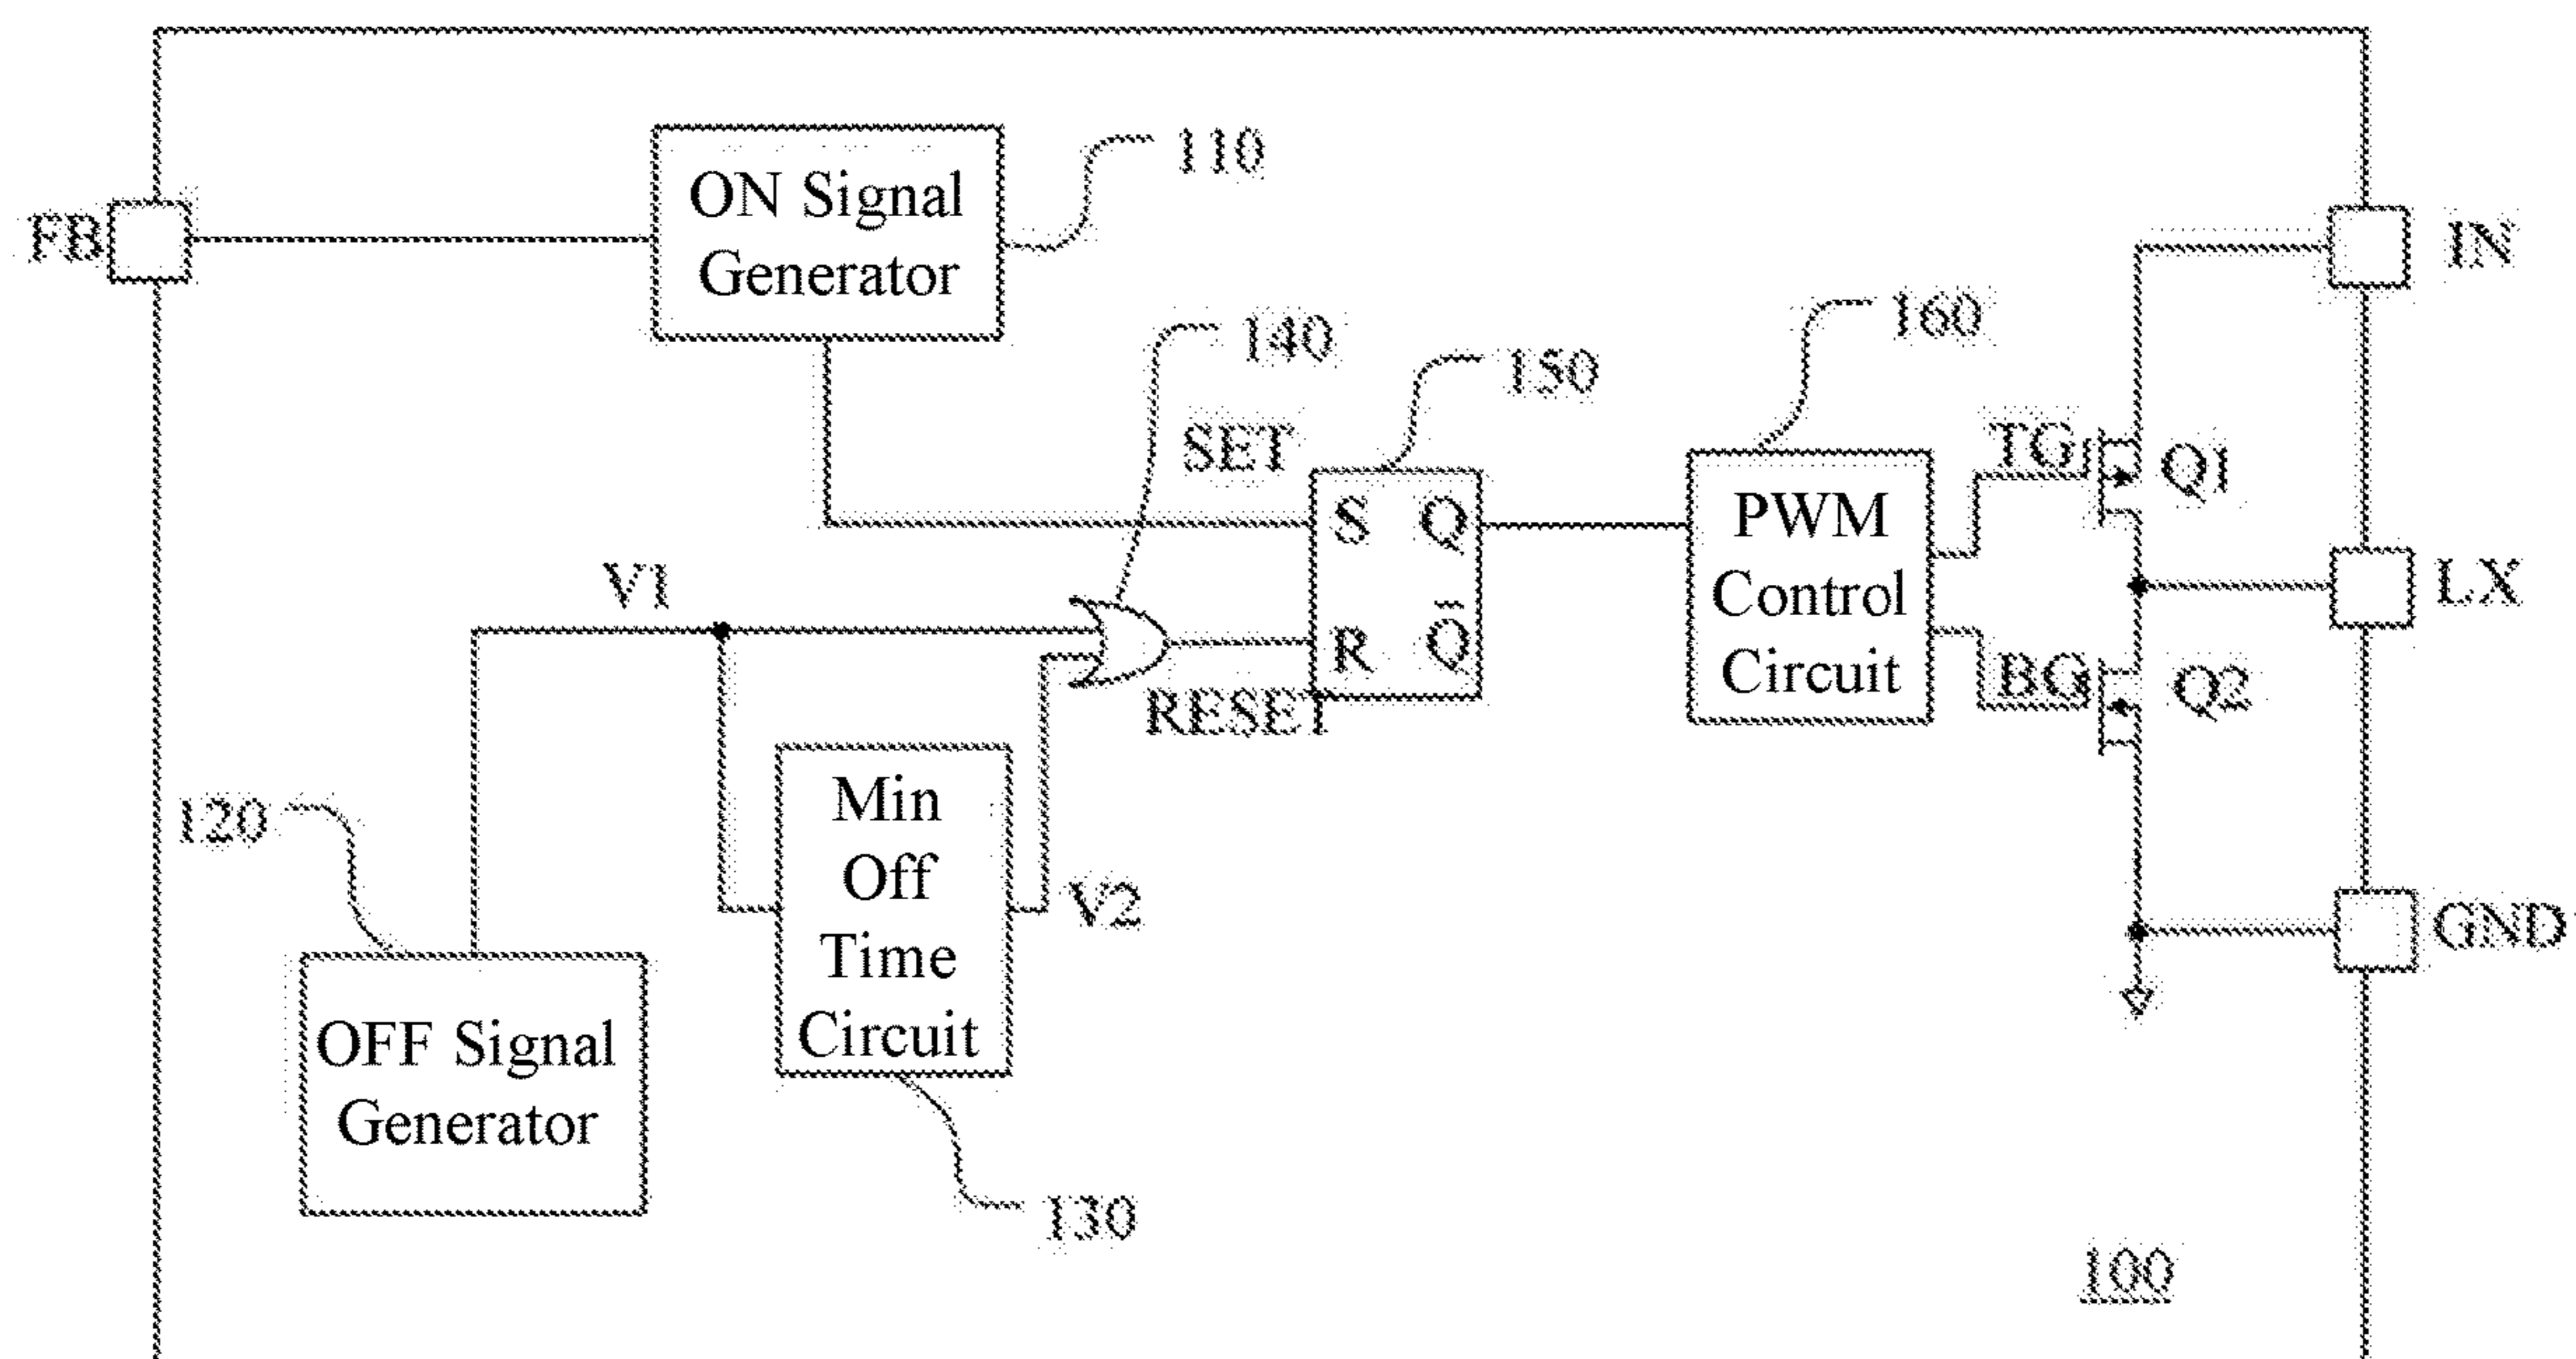 110
ON Signal
Generator
FB
IN
140
160
150
SET
TG
Q1
S Q
PWM
Control
Circuit
V1
LX
R Q̅
RESET
BG
Q2
Min
Off
Time
Circuit
120
V2
GND
OFF Signal
Generator
130
100